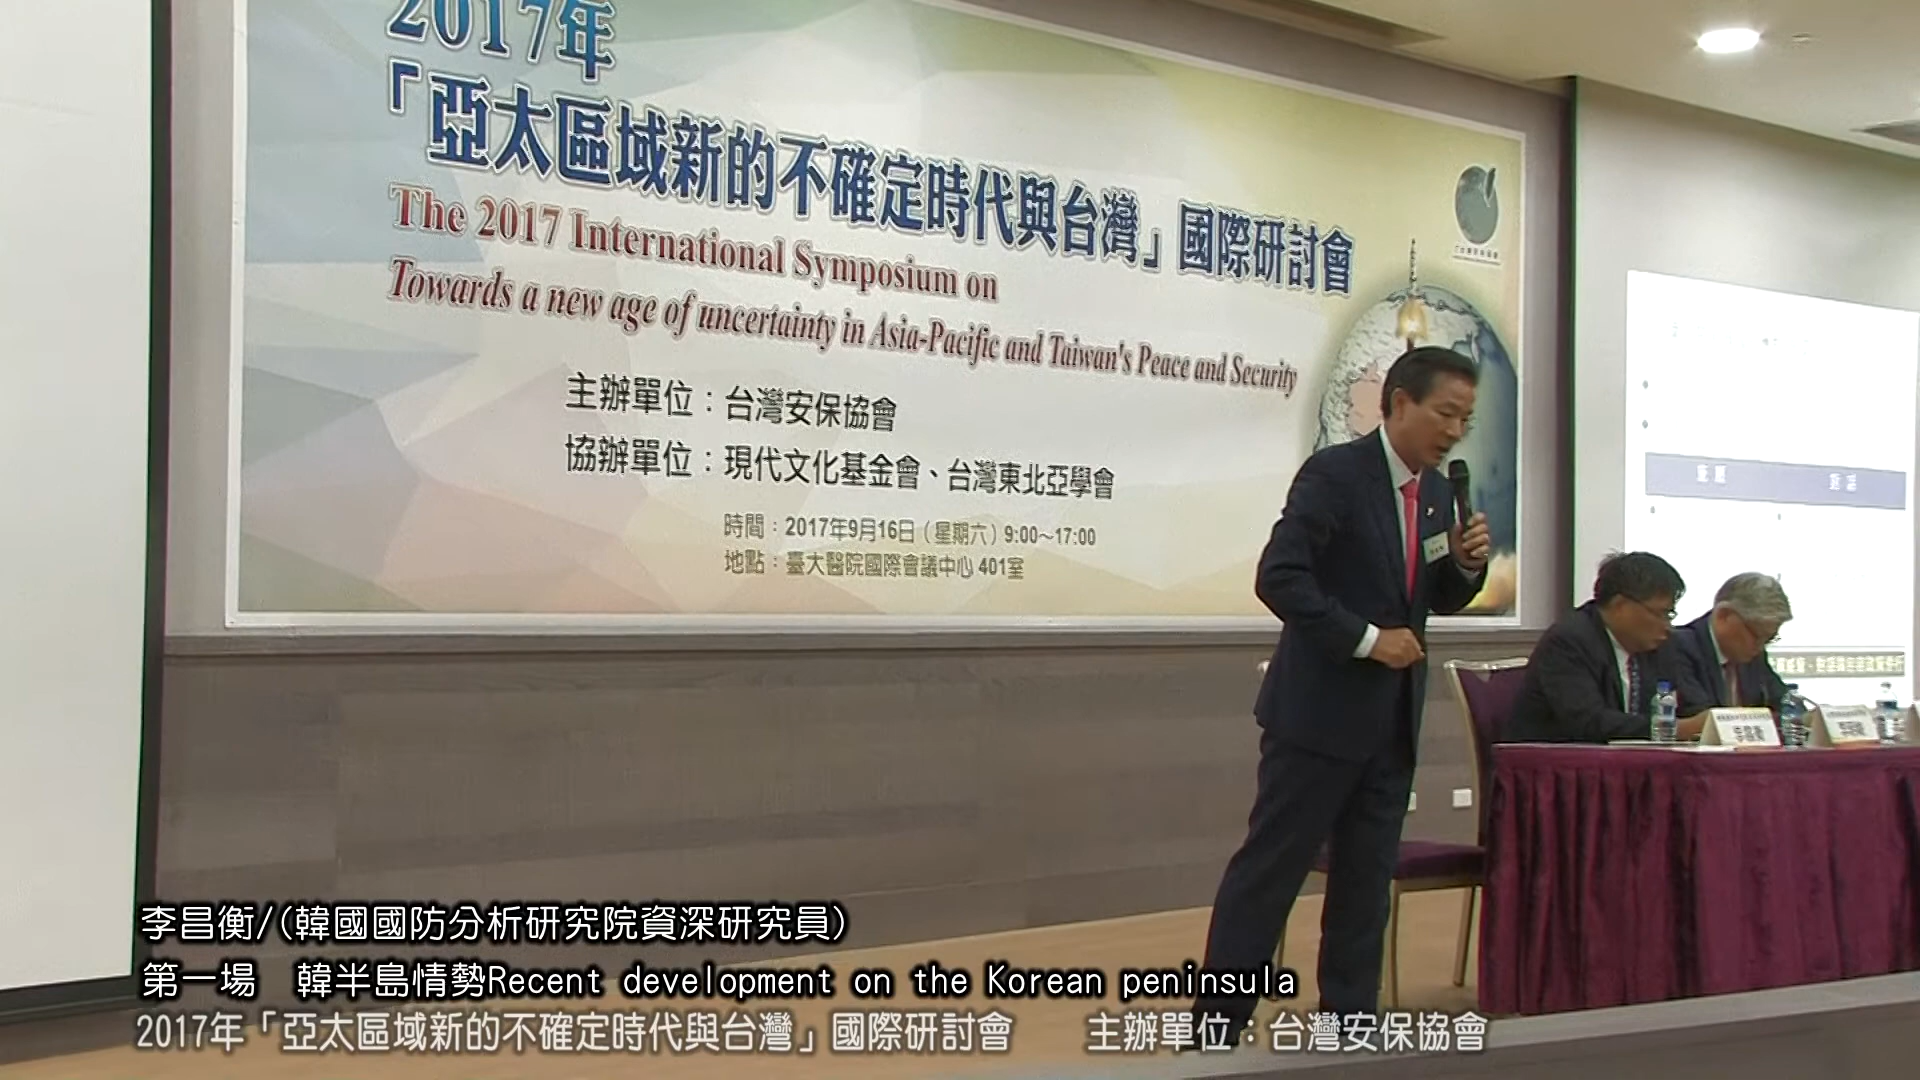 2017年
「亞太區域新的不確定時代與台灣」國際研討會
The 2017 International Symposium on
Towards a new age of uncertainty in Asia-Pacific and Taiwan's Peace and Security
主辦單位：台灣安保協會
協辦單位：現代文化基金會、台灣東北亞學會
時間：2017年9月16日（星期六）9:00～17:00
地點：臺大醫院國際會議中心 401室
李昌衡/(韓國國防分析研究院資深研究員)
第一場　韓半島情勢Recent development on the Korean peninsula
2017年「亞太區域新的不確定時代與台灣」國際研討會　　主辦單位：台灣安保協會